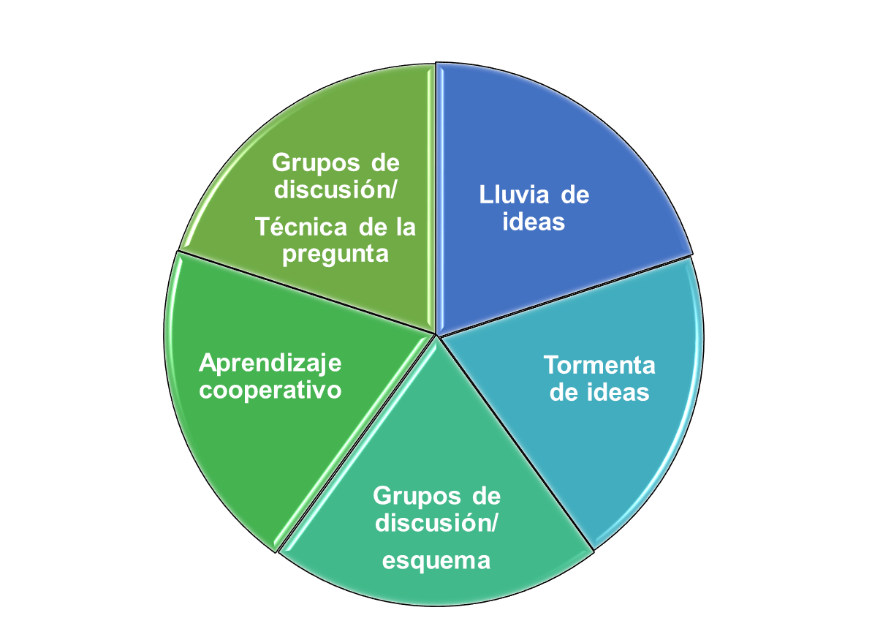 Grupos de
discusión/
Técnica de la
pregunta
Lluvia de
ideas
Aprendizaje
cooperativo
Tormenta
de ideas
Grupos de
discusión/
esquema